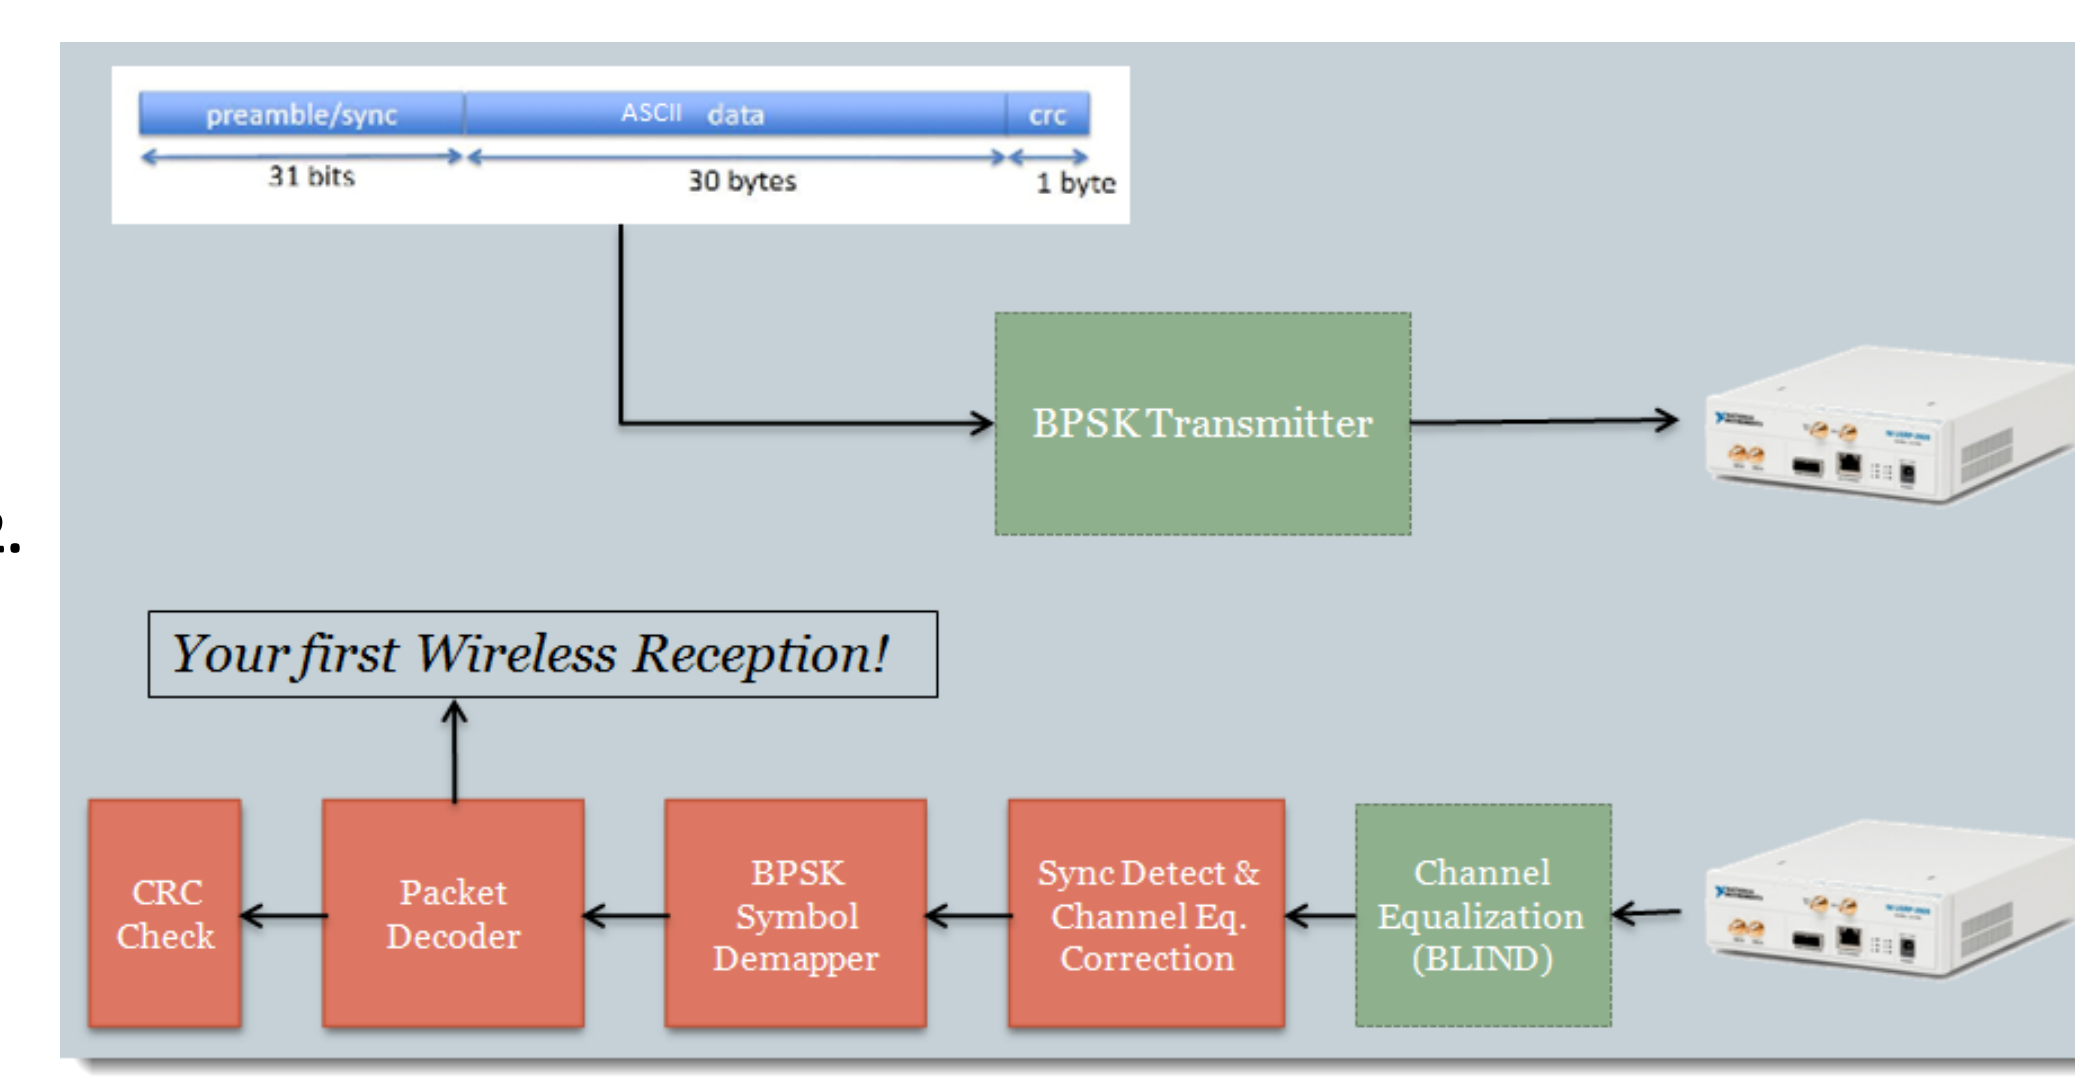 preamble/sync
ASCII data
crc
31 bits
30 bytes
1 byte
BPSK Transmitter
Your first Wireless Reception!
CRC
Check
Packet
Decoder
BPSK
Symbol
Demapper
Sync Detect &
Channel Eq.
Correction
Channel
Equalization
(BLIND)